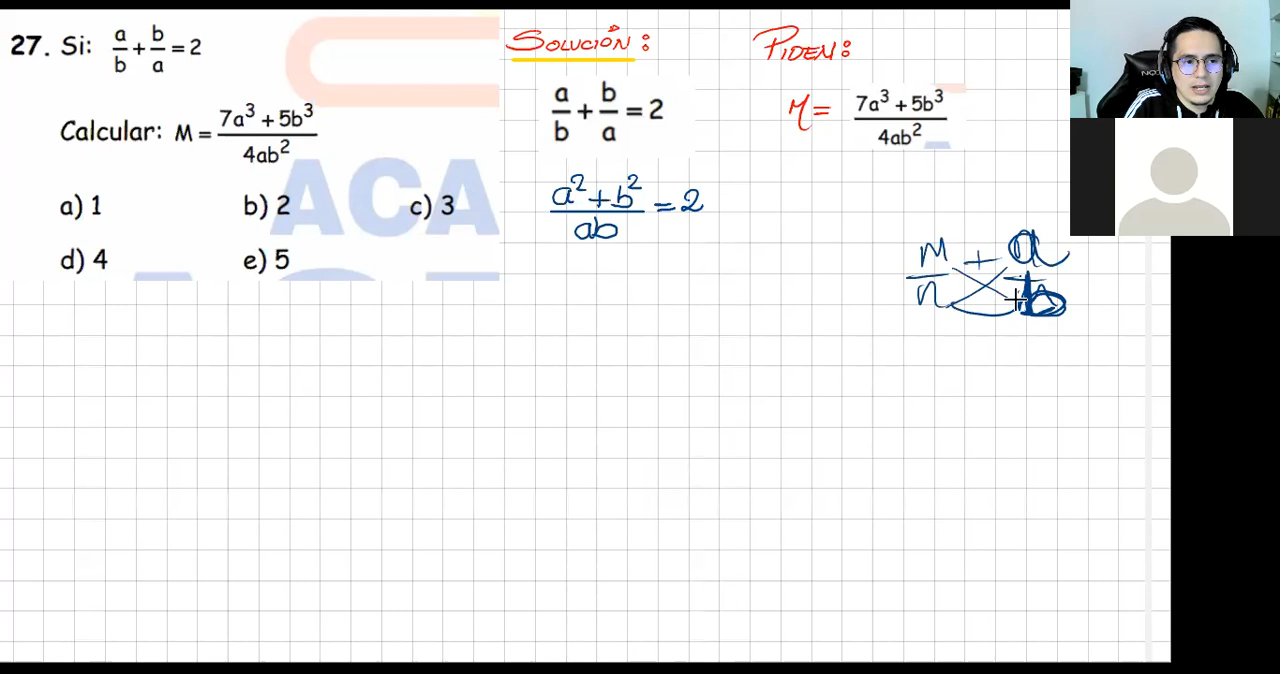 27. Si: a/b + b/a = 2
Calcular: M = (7a³ + 5b³)/(4ab²)
a) 1 b) 2 c) 3
d) 4 e) 5
ACA
SOLUCIÓN:
a/b + b/a = 2
(a² + b²)/(ab) = 2
PIDEN:
M = (7a³ + 5b³)/(4ab²)
M/n + a/b